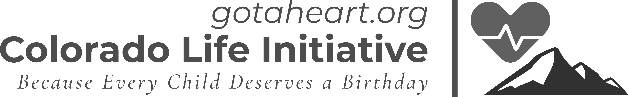 gotaheart.org
Colorado Life Initiative
Because Every Child Deserves a Birthday